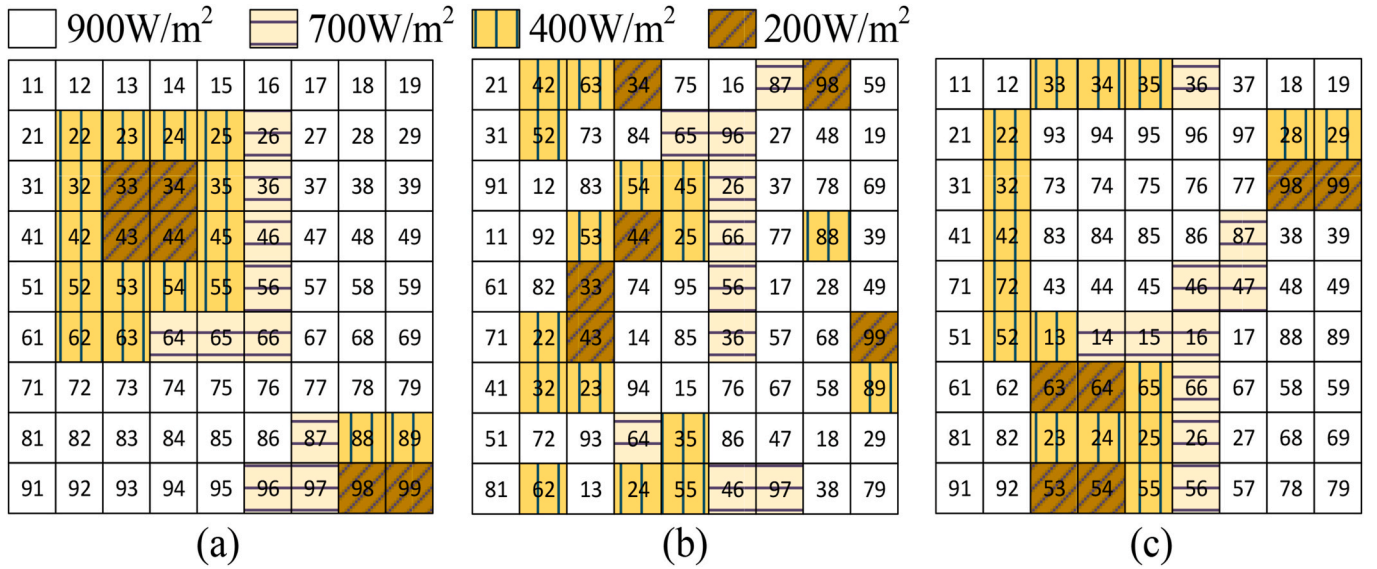 900W/m² 700W/m² 400W/m² 200W/m²
11 12 13 14 15 16 17 18 19
21 22 23 24 25 26 27 28 29
31 32 33 34 35 36 37 38 39
41 42 43 44 45 46 47 48 49
51 52 53 54 55 56 57 58 59
61 62 63 64 65 66 67 68 69
71 72 73 74 75 76 77 78 79
81 82 83 84 85 86 87 88 89
91 92 93 94 95 96 97 98 99
(a)
21 42 63 34 75 16 87 98 59
31 52 73 84 65 96 27 48 19
91 12 83 54 45 26 37 78 69
11 92 53 44 25 66 77 88 39
61 82 33 74 95 56 17 28 49
71 22 43 14 85 36 57 68 99
41 32 23 94 15 76 67 58 89
51 72 93 64 35 86 47 18 29
81 62 13 24 55 46 97 38 79
(b)
11 12 33 34 35 36 37 18 19
21 22 93 94 95 96 97 28 29
31 32 73 74 75 76 77 98 99
41 42 83 84 85 86 87 38 39
71 72 43 44 45 46 47 48 49
51 52 13 14 15 16 17 88 89
61 62 63 64 65 66 67 58 59
81 82 23 24 25 26 27 68 69
91 92 53 54 55 56 57 78 79
(c)